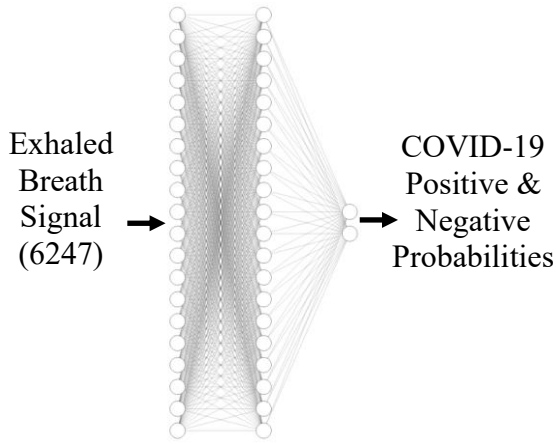 Exhaled
Breath
Signal
(6247)
COVID-19
Positive &
Negative
Probabilities